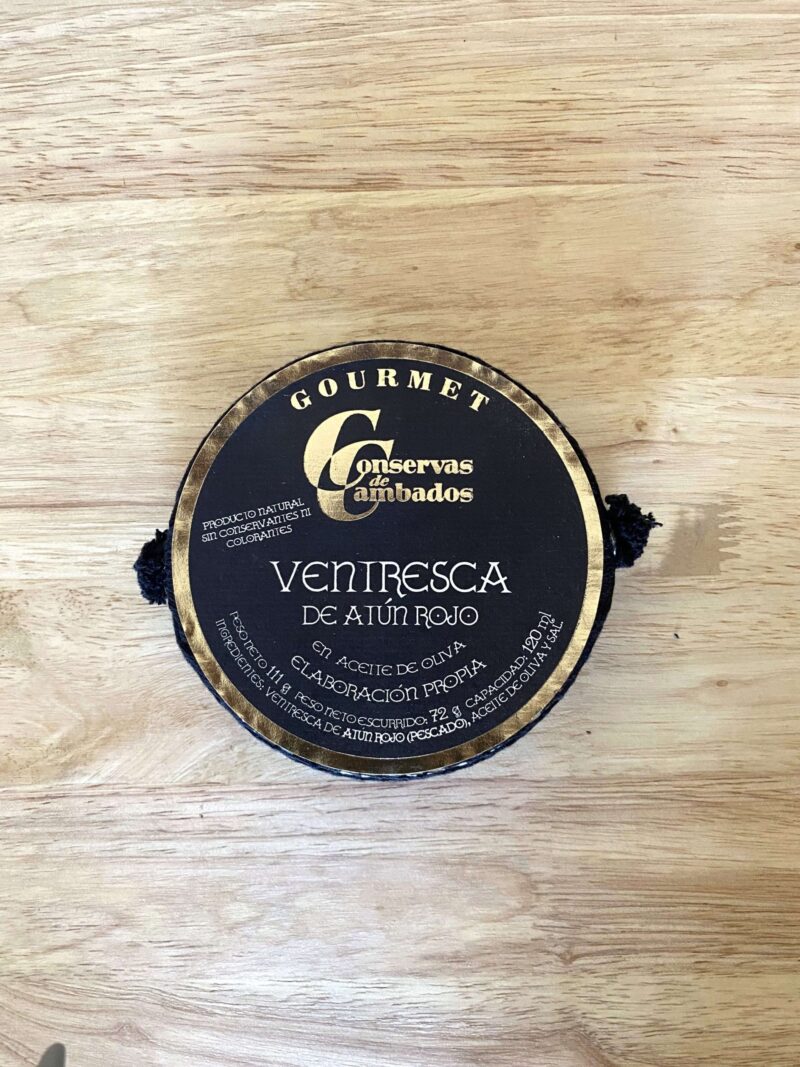 GOURMET
Conservas
de
Cambados
PRODUCTO NATURAL
SIN CONSERVANTES NI
COLORANTES
VENTRESCA
DE ATÚN ROJO
EN ACEITE DE OLIVA
ELABORACIÓN PROPIA
PESO NETO 111 g PESO NETO ESCURRIDO: 72 g CAPACIDAD: 120 ml
INGREDIENTES: VENTRESCA DE ATÚN ROJO (PESCADO), ACEITE DE OLIVA Y SAL.